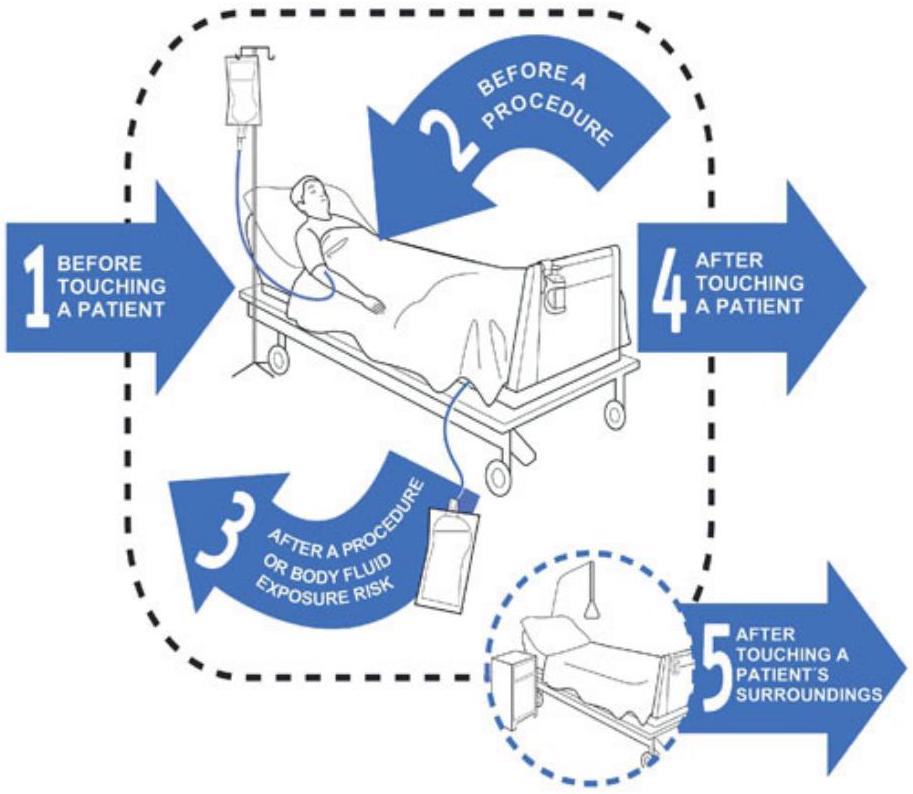 1
BEFORE
TOUCHING
A PATIENT
2
BEFORE A
PROCEDURE
3
AFTER A PROCEDURE
OR BODY FLUID
EXPOSURE RISK
4
AFTER
TOUCHING
A PATIENT
5
AFTER
TOUCHING A
PATIENT´S
SURROUNDINGS